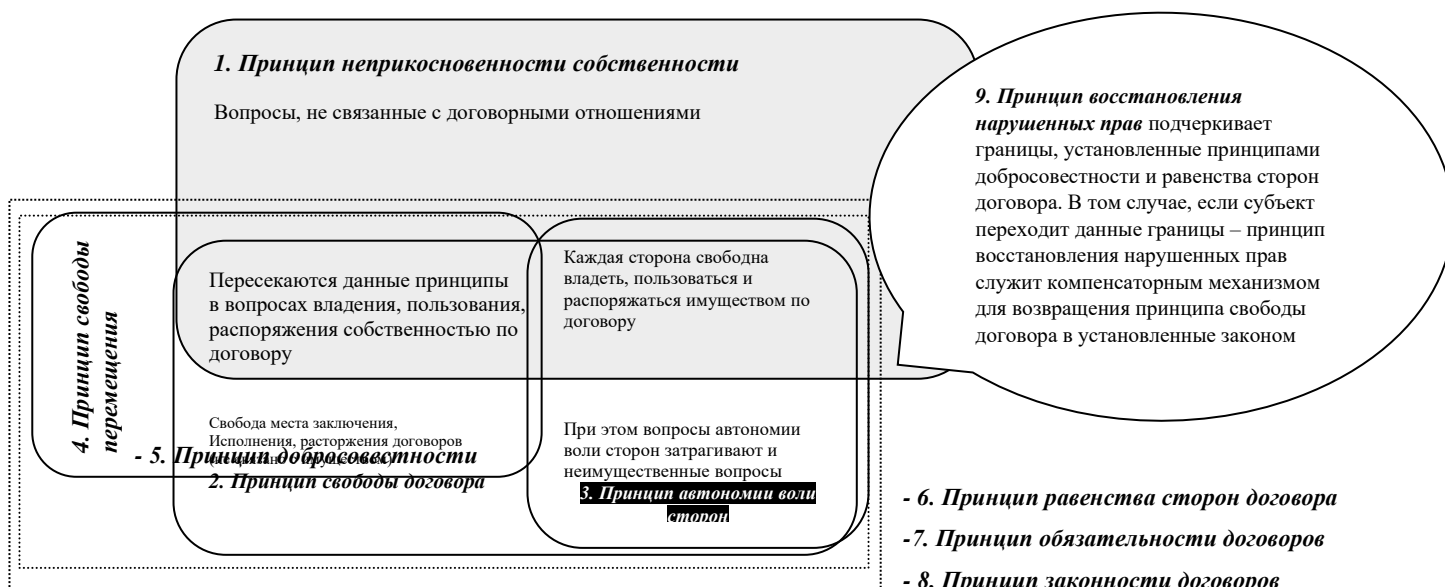 1. Принцип неприкосновенности собственности
Вопросы, не связанные с договорными отношениями
9. Принцип восстановления
нарушенных прав подчеркивает
границы, установленные принципами
добросовестности и равенства сторон
договора. В том случае, если субъект
переходит данные границы – принцип
восстановления нарушенных прав
служит компенсаторным механизмом
для возвращения принципа свободы
договора в установленные законом
4. Принцип свободы
перемещения
Пересекаются данные принципы
в вопросах владения, пользования,
распоряжения собственностью по
договору
Каждая сторона свободна
владеть, пользоваться и
распоряжаться имуществом по
договору
Свобода места заключения,
Исполнения, расторжения договоров
- 5. Принцип добросовестности
2. Принцип свободы договора
При этом вопросы автономии
воли сторон затрагивают и
неимущественные вопросы
3. Принцип автономии воли
сторон
- 6. Принцип равенства сторон договора
-7. Принцип обязательности договоров
- 8. Принцип законности договоров